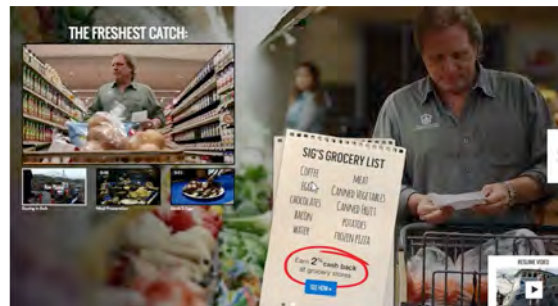 THE FRESHEST CATCH:
SIG'S GROCERY LIST
COFFEE
EGGS
CHOCOLATES
BACON
WATER
MEAT
CANNED VEGETABLES
CANNED FRUIT
POTATOES
FROZEN PIZZA
Earn 2% cash back
at grocery stores
SEE HOW
RESUME VIDEO